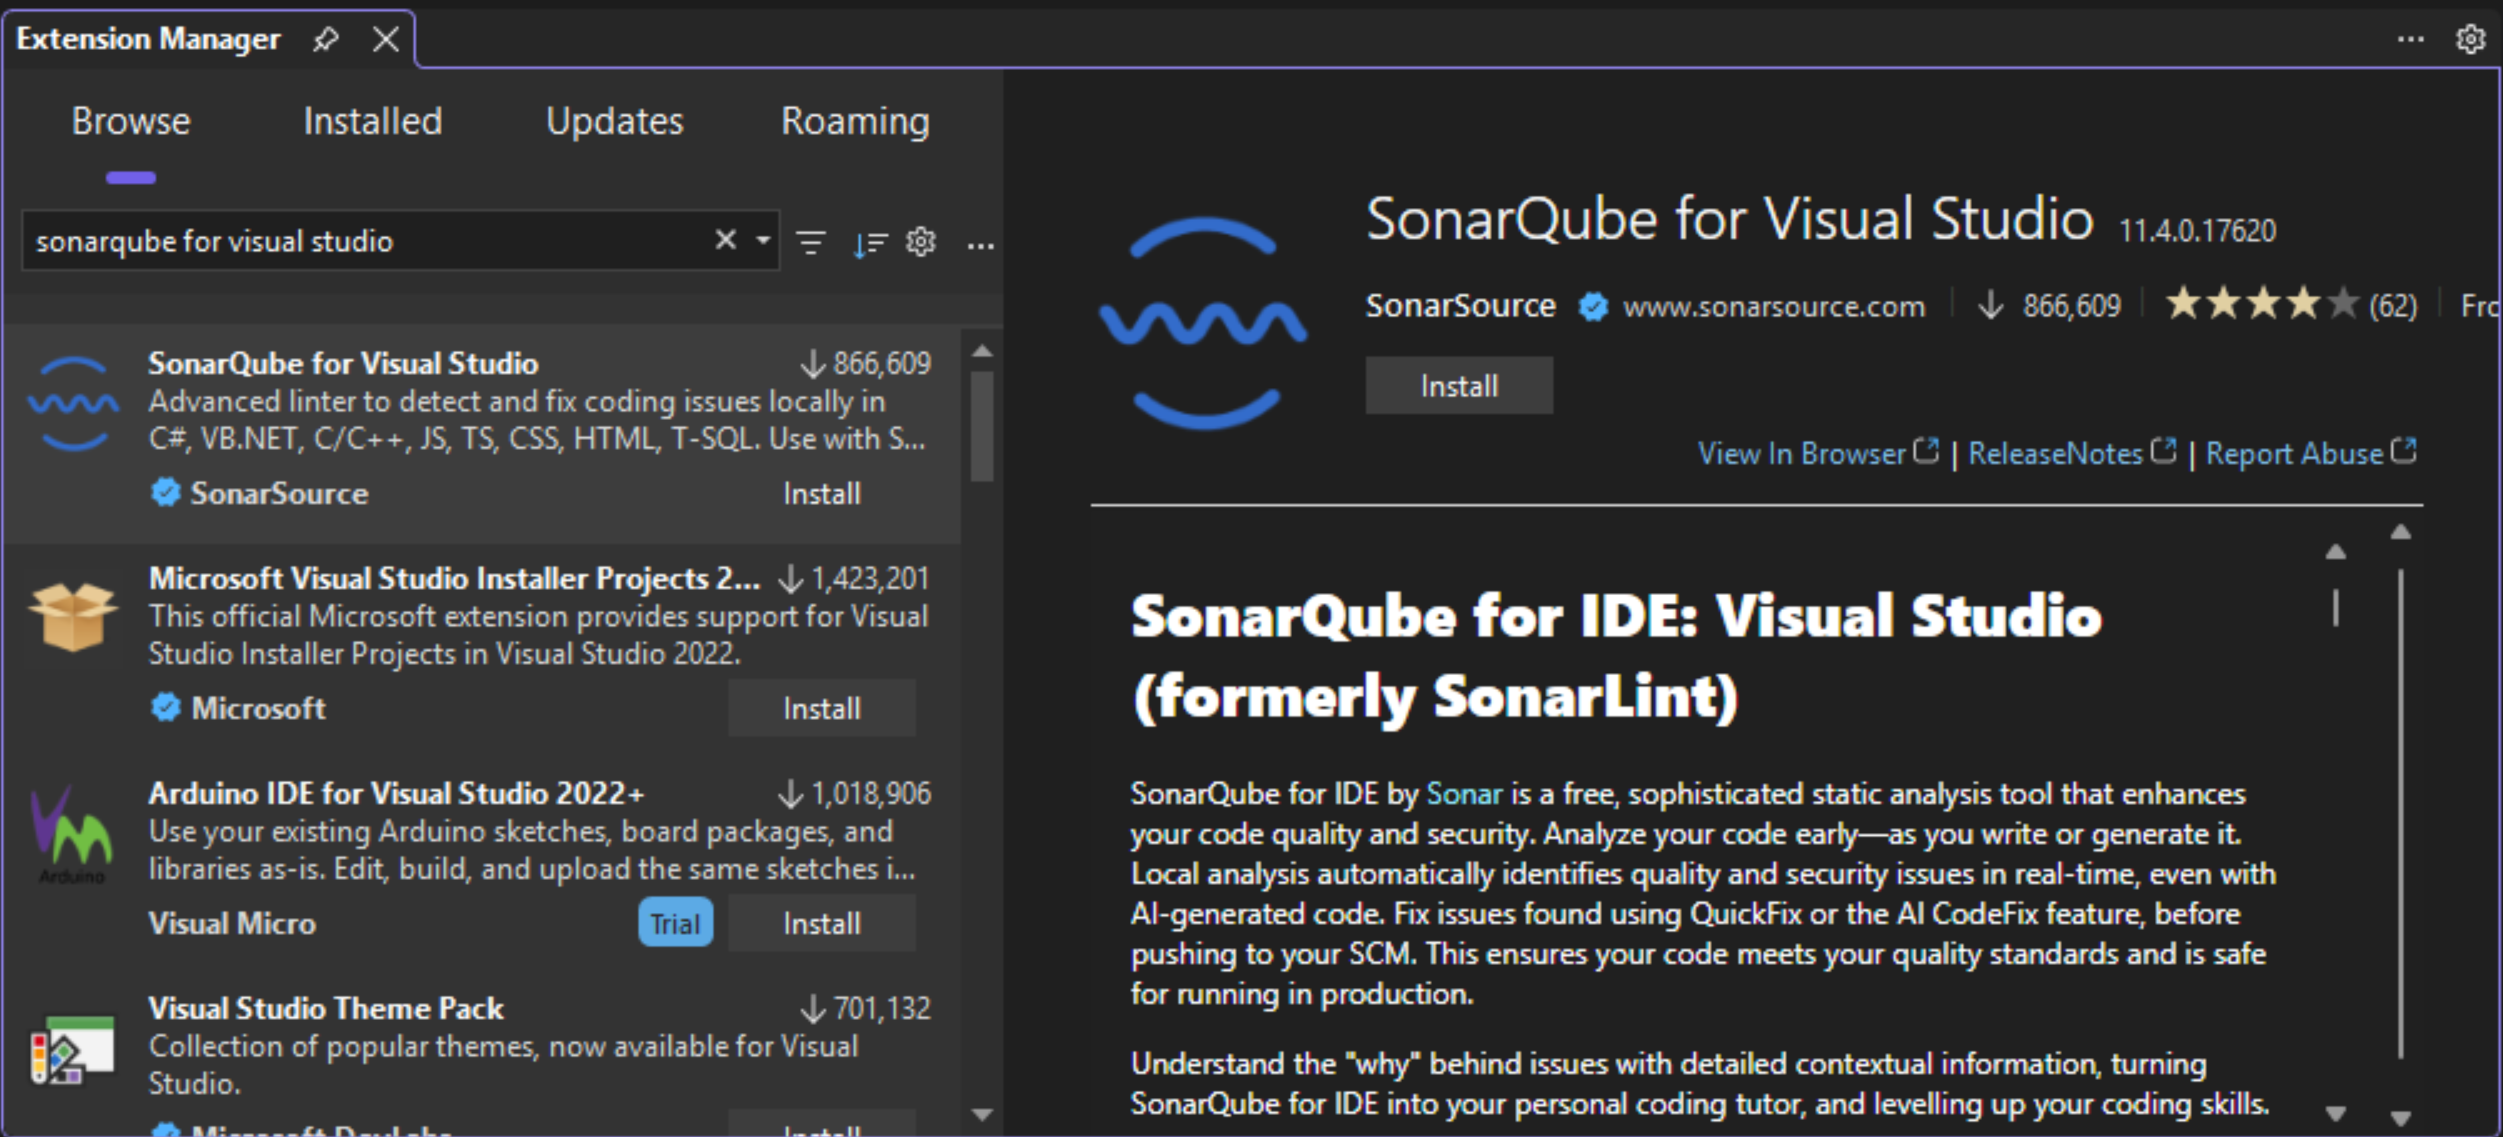 Extension Manager
Browse Installed Updates Roaming
sonarqube for visual studio
SonarQube for Visual Studio 866,609
Advanced linter to detect and fix coding issues locally in
C#, VB.NET, C/C++, JS, TS, CSS, HTML, T-SQL. Use with S...
SonarSource Install
Microsoft Visual Studio Installer Projects 2... 1,423,201
This official Microsoft extension provides support for Visual
Studio Installer Projects in Visual Studio 2022.
Microsoft Install
Arduino IDE for Visual Studio 2022+ 1,018,906
Use your existing Arduino sketches, board packages, and
libraries as-is. Edit, build, and upload the same sketches i...
Arduino
Visual Micro Trial Install
Visual Studio Theme Pack 701,132
Collection of popular themes, now available for Visual
Studio.
Microsoft DevLabs Install
SonarQube for Visual Studio 11.4.0.17620
SonarSource www.sonarsource.com 866,609 (62)
Install
View In Browser | ReleaseNotes | Report Abuse
SonarQube for IDE: Visual Studio
(formerly SonarLint)
SonarQube for IDE by Sonar is a free, sophisticated static analysis tool that enhances
your code quality and security. Analyze your code early—as you write or generate it.
Local analysis automatically identifies quality and security issues in real-time, even with
AI-generated code. Fix issues found using QuickFix or the AI CodeFix feature, before
pushing to your SCM. This ensures your code meets your quality standards and is safe
for running in production.
Understand the "why" behind issues with detailed contextual information, turning
SonarQube for IDE into your personal coding tutor, and levelling up your coding skills.